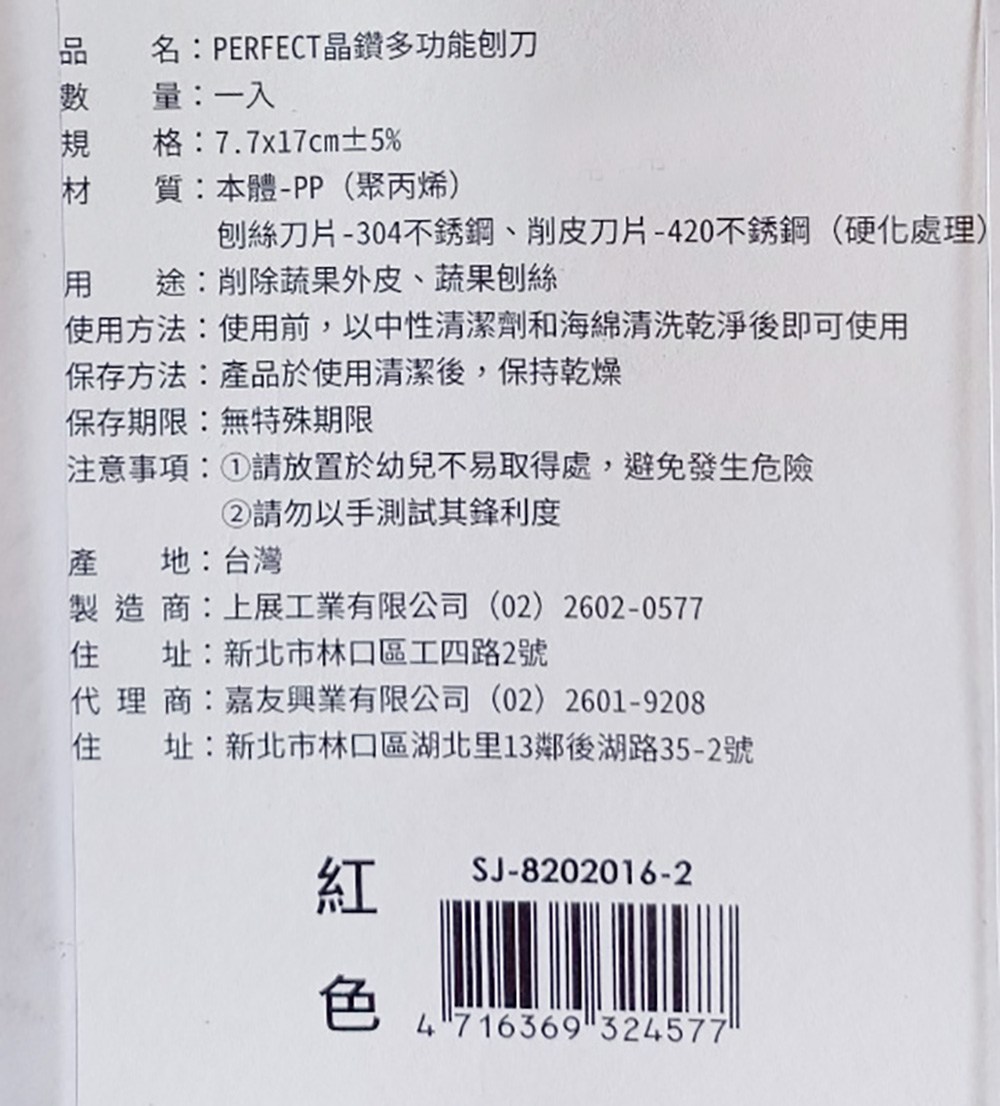 品名：PERFECT晶鑽多功能刨刀
數量：一入
規格：7.7x17cm±5%
材質：本體-PP（聚丙烯）
刨絲刀片-304不銹鋼、削皮刀片-420不銹鋼（硬化處理）
用途：削除蔬果外皮、蔬果刨絲
使用方法：使用前，以中性清潔劑和海綿清洗乾淨後即可使用
保存方法：產品於使用清潔後，保持乾燥
保存期限：無特殊期限
注意事項：①請放置於幼兒不易取得處，避免發生危險
②請勿以手測試其鋒利度
產地：台灣
製造商：上展工業有限公司（02）2602-0577
住址：新北市林口區工四路2號
代理商：嘉友興業有限公司（02）2601-9208
住址：新北市林口區湖北里13鄰後湖路35-2號
紅色
SJ-8202016-2
4716369324577